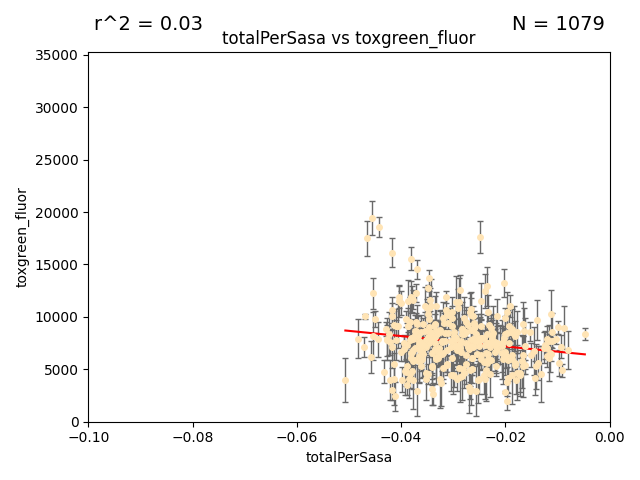 r^2 = 0.03
N = 1079
totalPerSasa vs toxgreen_fluor
35000
30000
25000
20000
15000
10000
5000
0
toxgreen_fluor
−0.10
−0.08
−0.06
−0.04
−0.02
0.00
totalPerSasa